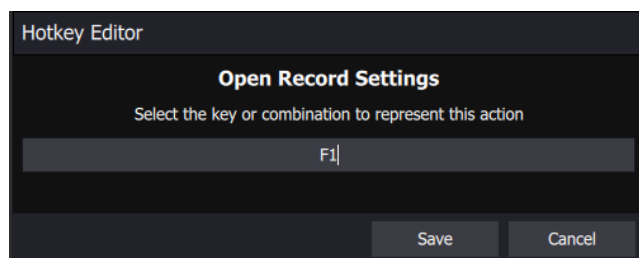 Hotkey Editor
Open Record Settings
Select the key or combination to represent this action
F1
Save Cancel